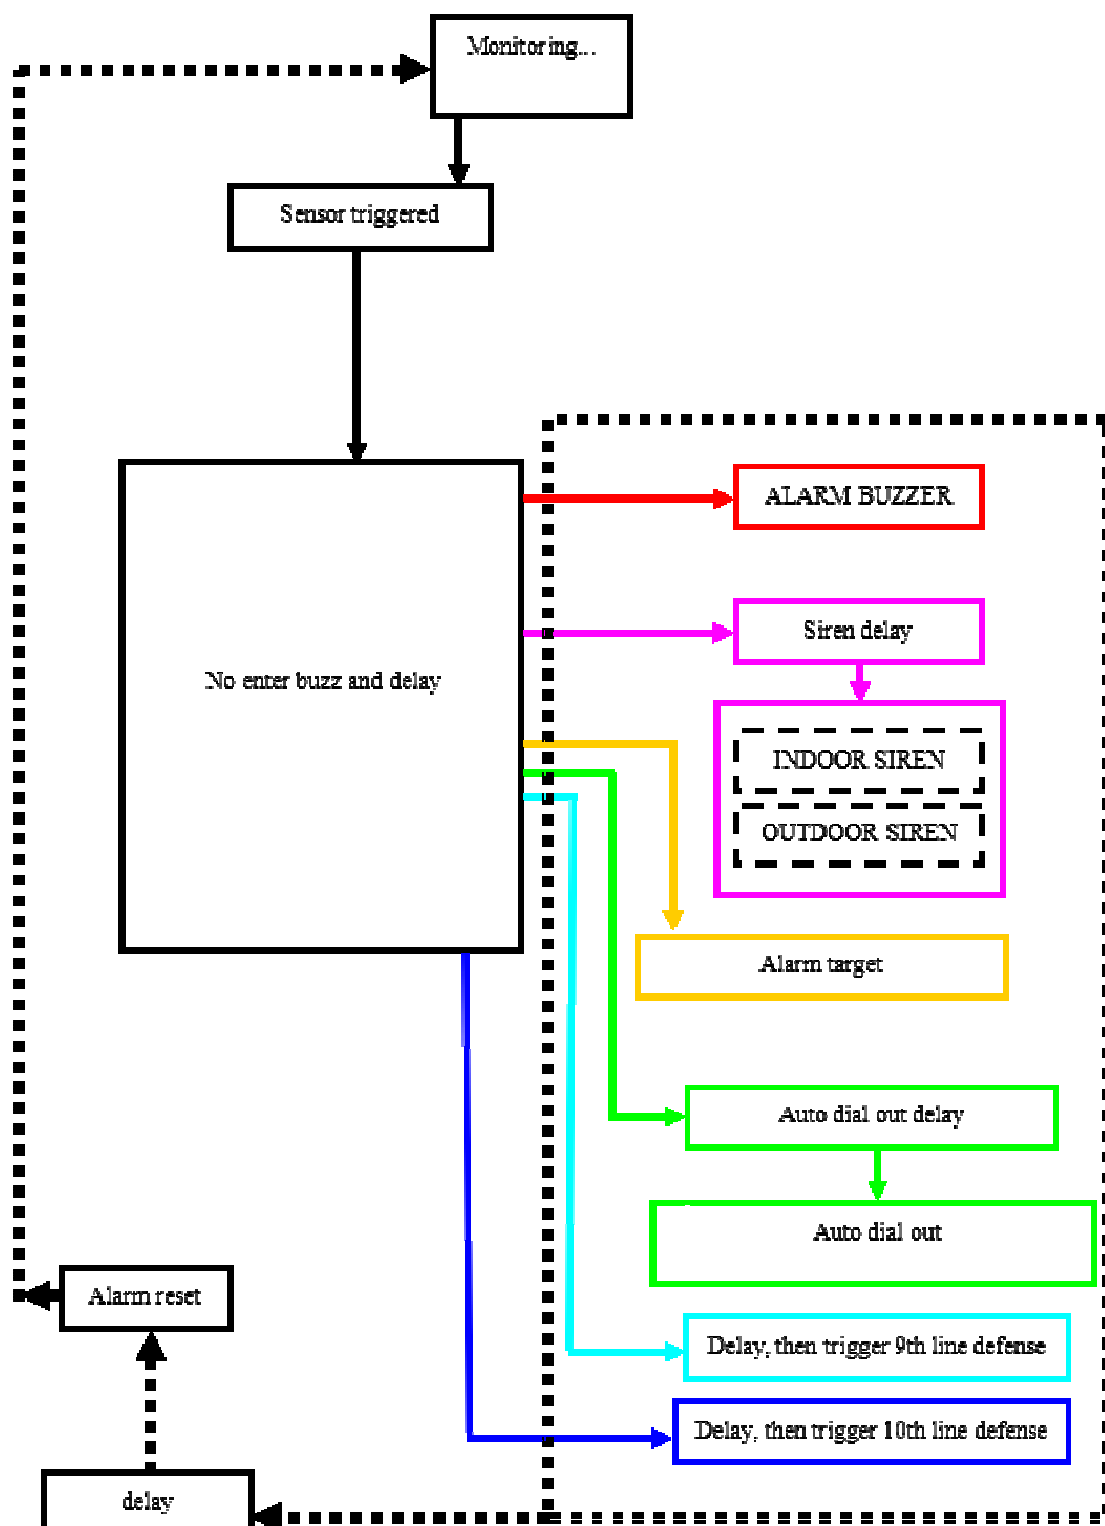 Monitoring...
Sensor triggered
ALARM BUZZER
Siren delay
No enter buzz and delay
INDOOR SIREN
OUTDOOR SIREN
Alarm target
Auto dial out delay
Auto dial out
Alarm reset
Delay, then trigger 9th line defense
Delay, then trigger 10th line defense
delay